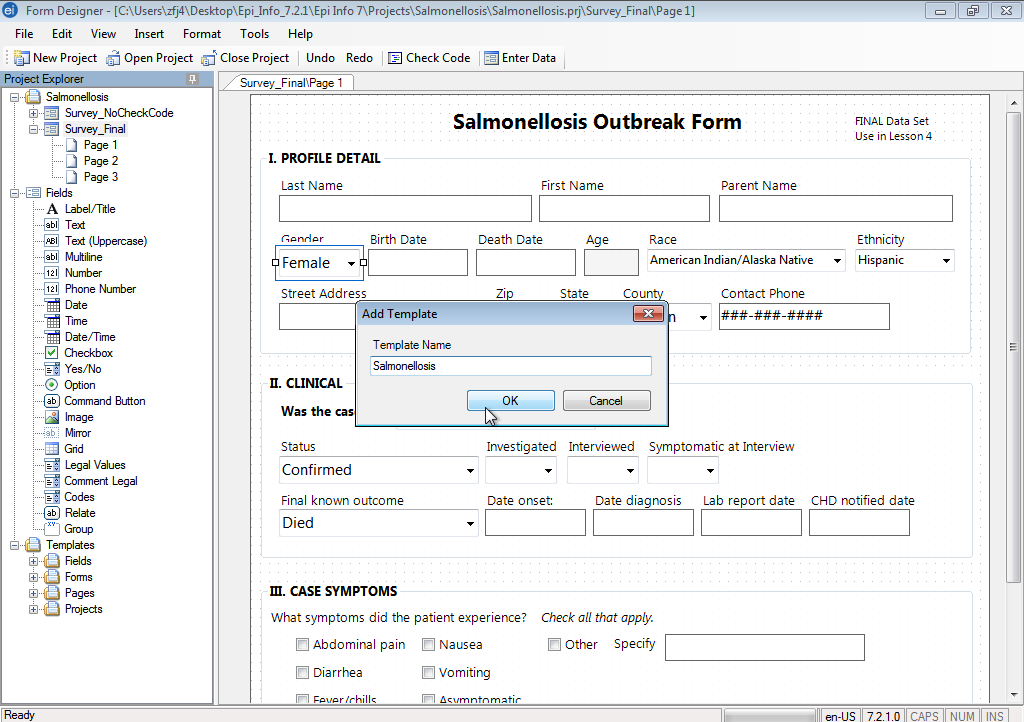 ei Form Designer - [C:\Users\zfj4\Desktop\Epi_Info_7.2.1\Epi Info 7\Projects\Salmonellosis\Salmonellosis.prj\Survey_Final\Page 1]
File Edit View Insert Format Tools Help
New Project Open Project Close Project Undo Redo Check Code Enter Data
Project Explorer
Salmonellosis
Survey_NoCheckCode
Survey_Final
Page 1
Page 2
Page 3
Fields
Label/Title
Text
Text (Uppercase)
Multiline
Number
Phone Number
Date
Time
Date/Time
Checkbox
Yes/No
Option
Command Button
Image
Mirror
Grid
Legal Values
Comment Legal
Codes
Relate
Group
Templates
Fields
Forms
Pages
Projects
Survey_Final\Page 1
Salmonellosis Outbreak Form
FINAL Data Set
Use in Lesson 4
I. PROFILE DETAIL
Last Name First Name Parent Name
Gender Birth Date Death Date Age Race Ethnicity
Female American Indian/Alaska Native Hispanic
Street Address Zip State County Contact Phone
n ###-###-####
Add Template
Template Name
Salmonellosis
OK Cancel
II. CLINICAL
Was the cas
Status Investigated Interviewed Symptomatic at Interview
Confirmed
Final known outcome Date onset: Date diagnosis Lab report date CHD notified date
Died
III. CASE SYMPTOMS
What symptoms did the patient experience? Check all that apply.
Abdominal pain Nausea Other Specify
Diarrhea Vomiting
Fever/chills Asymptomatic
Ready en-US 7.2.1.0 CAPS NUM INS